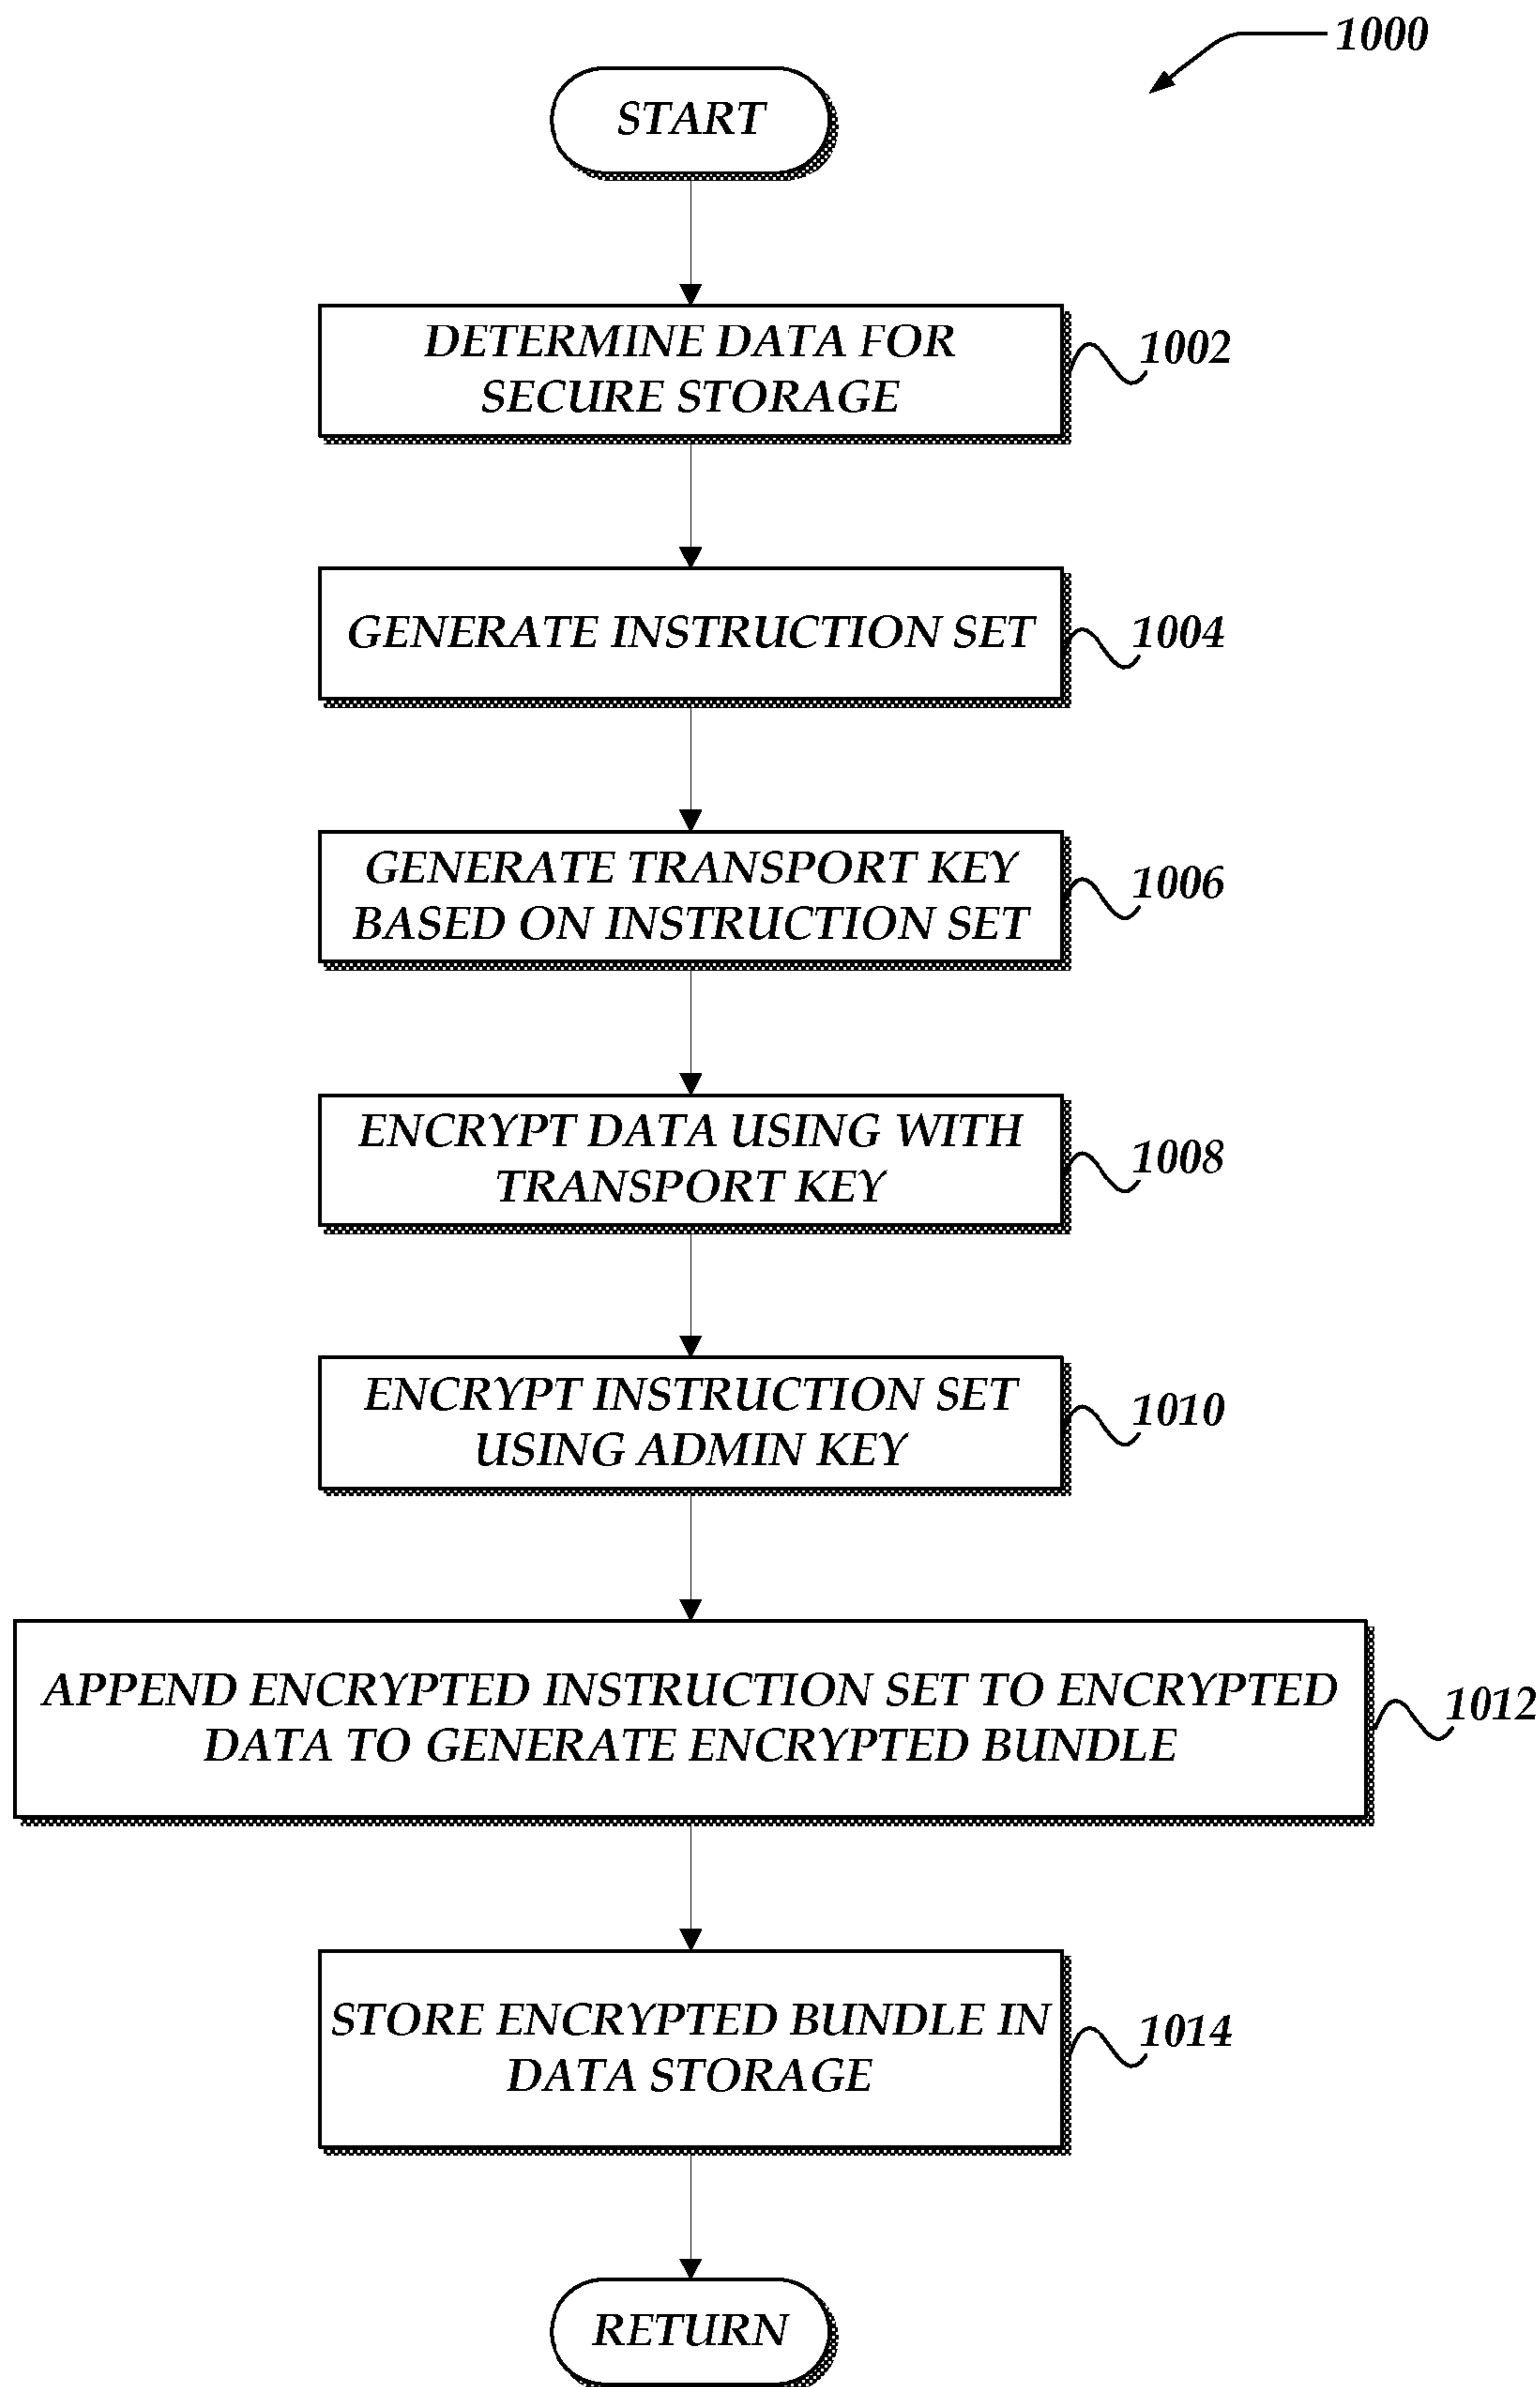 1000
START
DETERMINE DATA FOR
SECURE STORAGE
1002
GENERATE INSTRUCTION SET
1004
GENERATE TRANSPORT KEY
BASED ON INSTRUCTION SET
1006
ENCRYPT DATA USING WITH
TRANSPORT KEY
1008
ENCRYPT INSTRUCTION SET
USING ADMIN KEY
1010
APPEND ENCRYPTED INSTRUCTION SET TO ENCRYPTED
DATA TO GENERATE ENCRYPTED BUNDLE
1012
STORE ENCRYPTED BUNDLE IN
DATA STORAGE
1014
RETURN